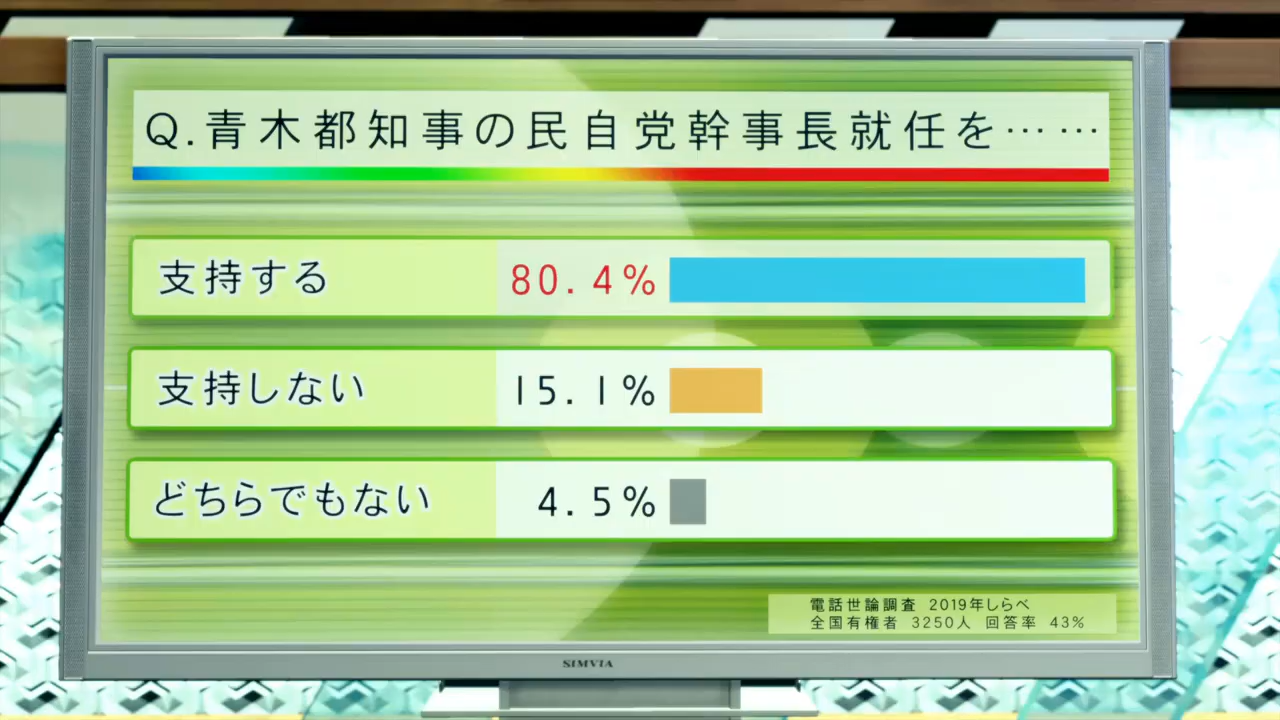 Q.青木都知事の民自党幹事長就任を……
支持する 80.4%
支持しない 15.1%
どちらでもない 4.5%
電話世論調査 2019年しらべ
全国有権者 3250人 回答率 43%
SIMVIA